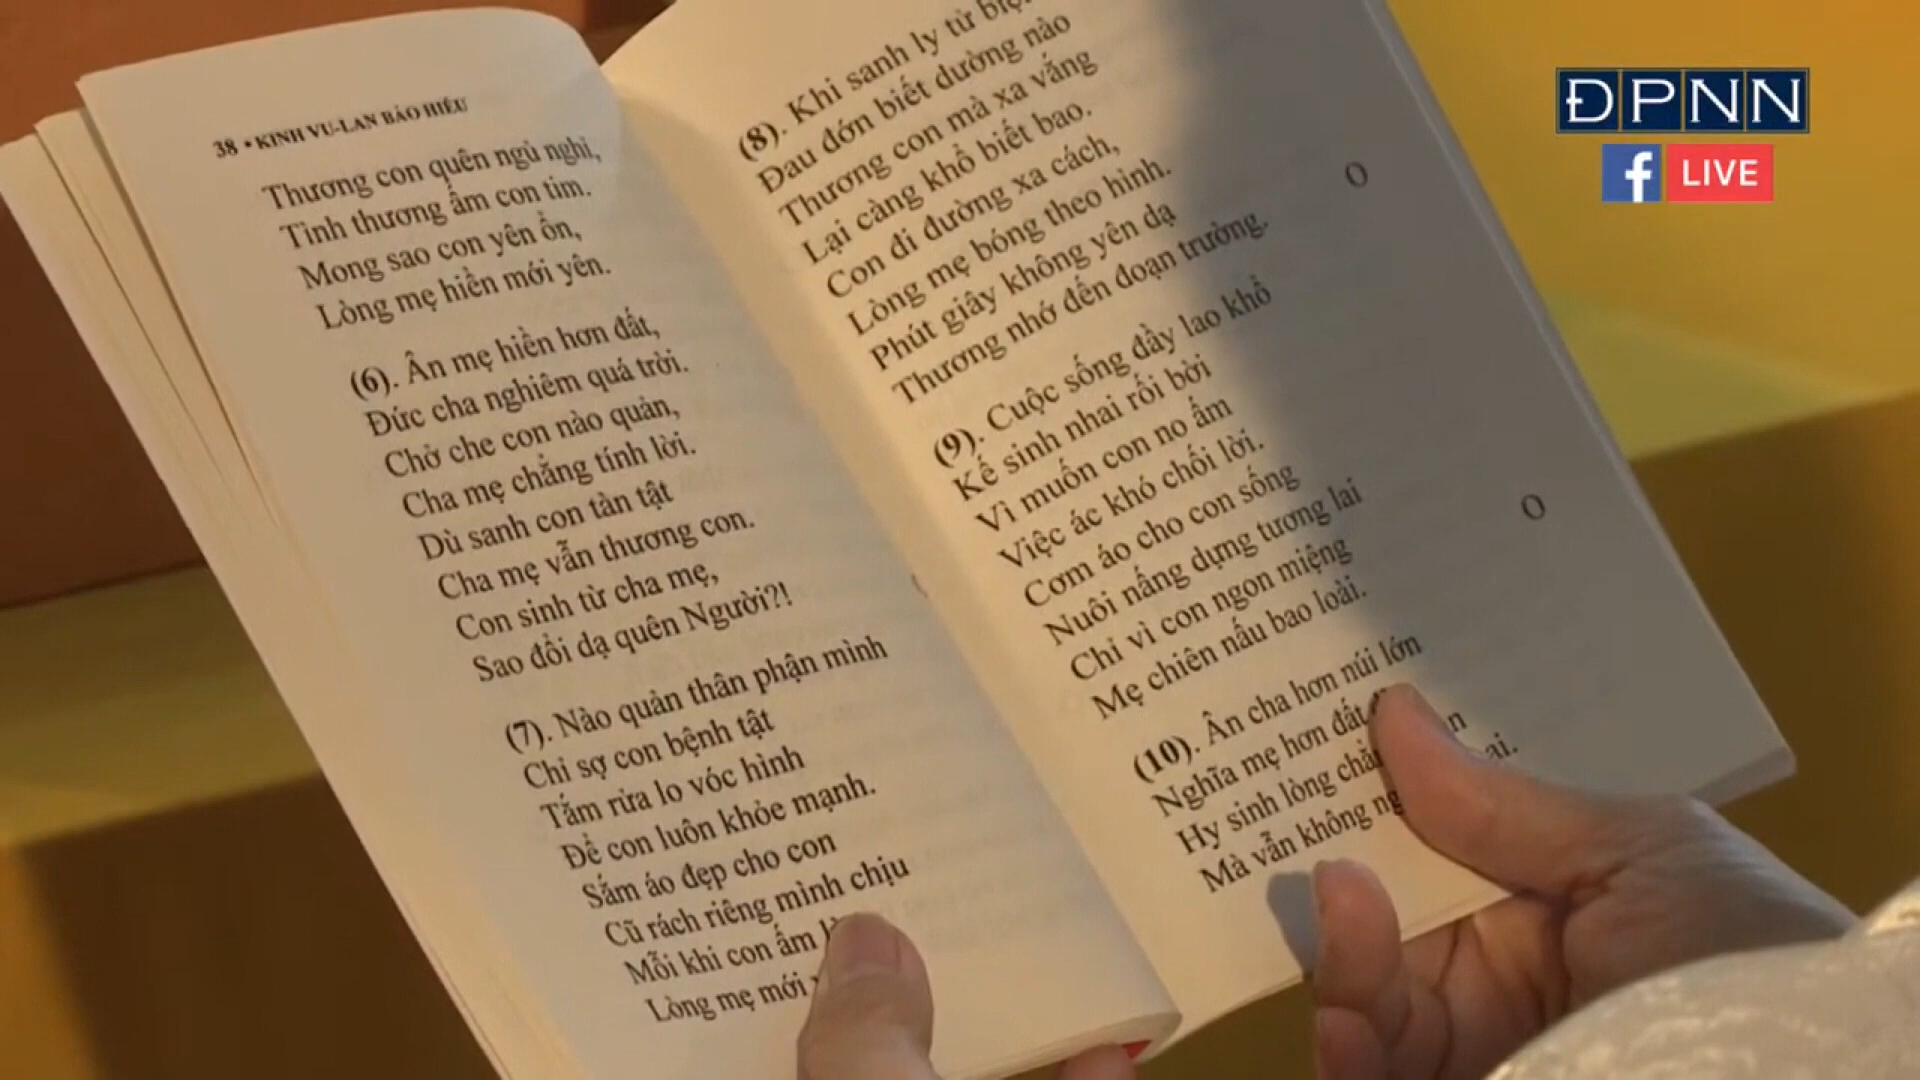 38 • KINH VU-LAN BÁO HIẾU
Thương con quên ngủ nghỉ,
Tình thương ấm con tim.
Mong sao con yên ổn,
Lòng mẹ hiền mới yên.
(6). Ân mẹ hiền hơn đất,
Đức cha nghiêm quá trời.
Chở che con nào quản,
Cha mẹ chẳng tính lời.
Dù sanh con tàn tật
Cha mẹ vẫn thương con.
Con sinh từ cha mẹ,
Sao đổi dạ quên Người?!
(7). Nào quản thân phận mình
Chỉ sợ con bệnh tật
Tắm rửa lo vóc hình
Để con luôn khỏe mạnh.
Sắm áo đẹp cho con
Cũ rách riêng mình chịu
Mỗi khi con ấm
Lòng mẹ mới
(8). Khi sanh ly tử
Đau đớn biết dường nào
Thương con mà xa vắng
Lại càng khổ biết bao.
Con đi đường xa cách,
Lòng mẹ bóng theo hình.
Phút giây không yên dạ
Thương nhớ đến đoạn trường.
O
(9). Cuộc sống đầy lao khổ
Kế sinh nhai rối bời
Vì muốn con no ấm
Việc ác khó chối lời.
Cơm áo cho con sống
Nuôi nấng dựng tương lai
Chỉ vì con ngon miệng
Mẹ chiên nấu bao loài.
O
(10). Ân cha hơn núi lớn
Nghĩa mẹ hơn đất
Hy sinh lòng
Mà vẫn không
ĐPNN
f LIVE